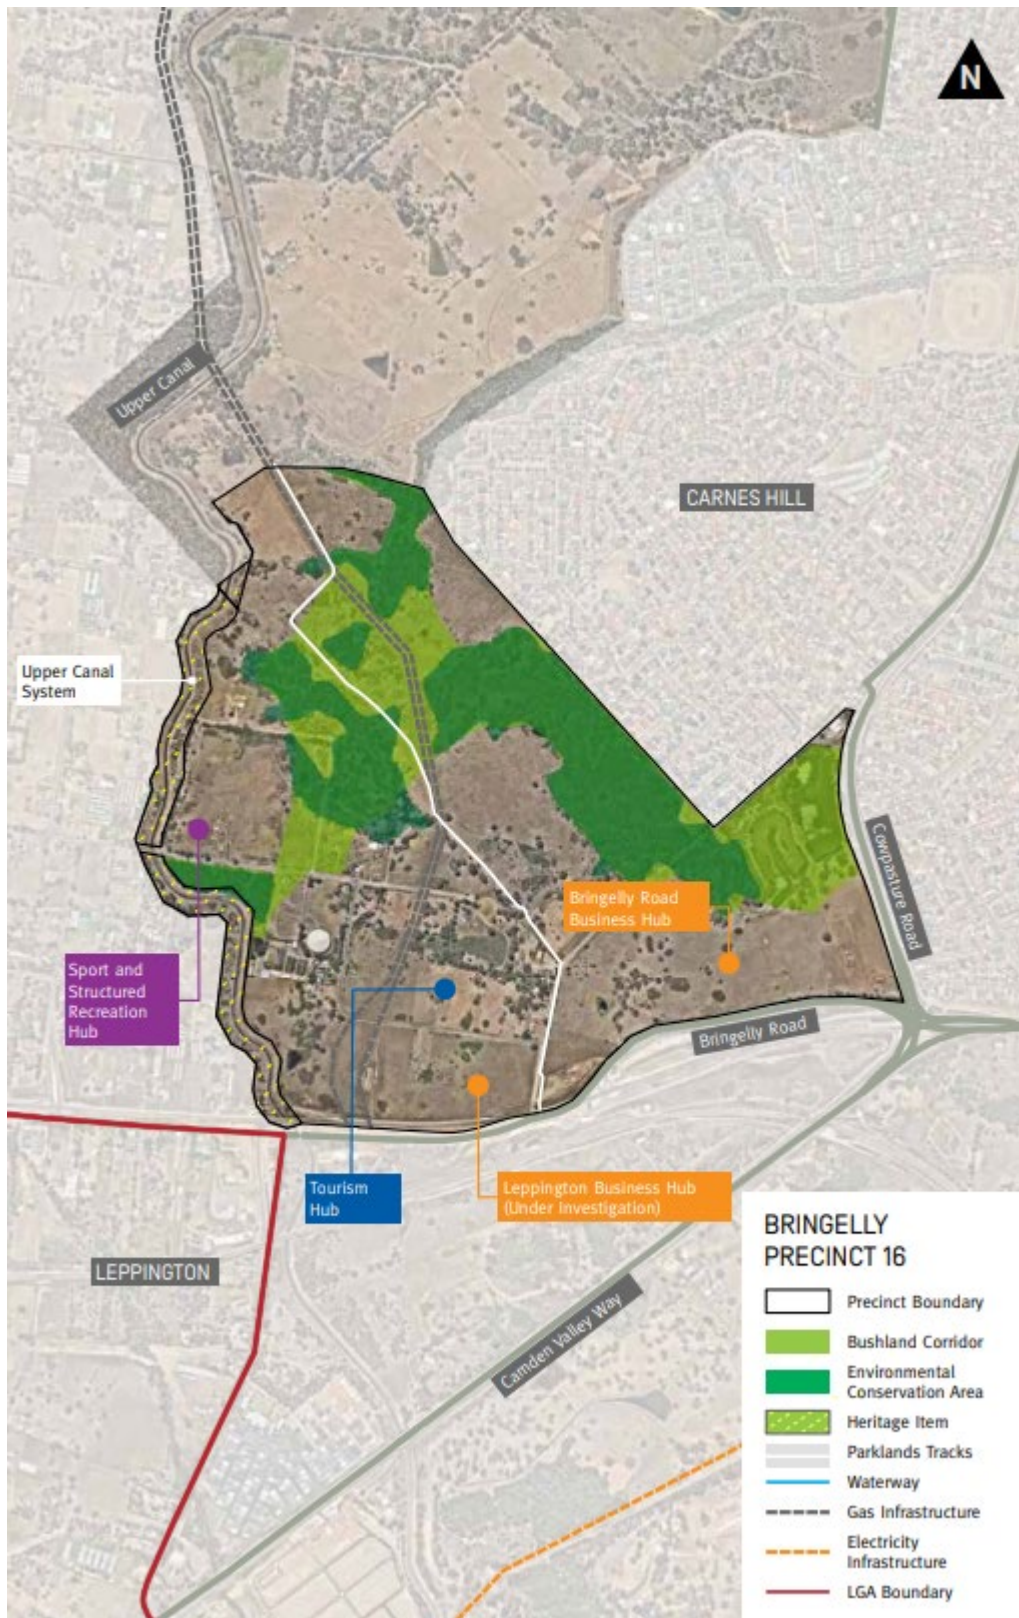 N
Upper Canal
CARNES HILL
Upper Canal
System
Cowpasture Road
Bringelly Road
Business Hub
Sport and
Structured
Recreation
Hub
Bringelly Road
Tourism
Hub
Leppington Business Hub
(Under Investigation)
LEPPINGTON
Camden Valley Way
BRINGELLY
PRECINCT 16
Precinct Boundary
Bushland Corridor
Environmental
Conservation Area
Heritage Item
Parklands Tracks
Waterway
Gas Infrastructure
Electricity
Infrastructure
LGA Boundary